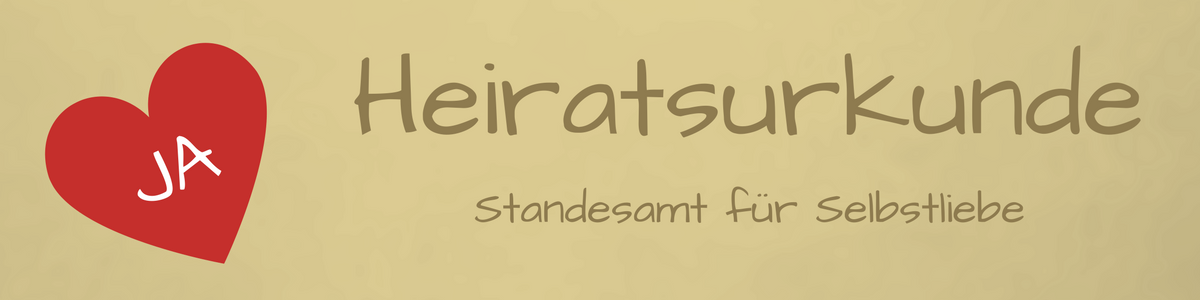 JA
Heiratsurkunde
Standesamt für Selbstliebe